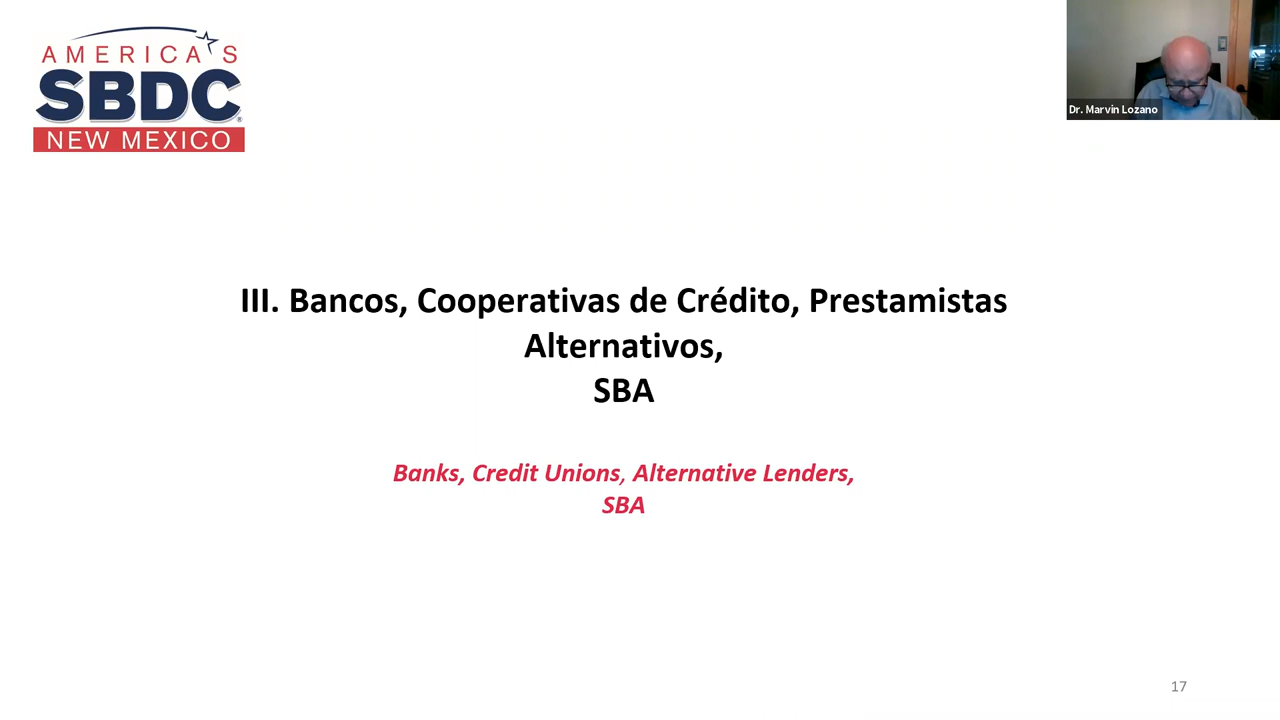 AMERICA'S
SBDC
NEW MEXICO
Dr. Marvin Lozano
III. Bancos, Cooperativas de Crédito, Prestamistas
Alternativos,
SBA
Banks, Credit Unions, Alternative Lenders,
SBA
17